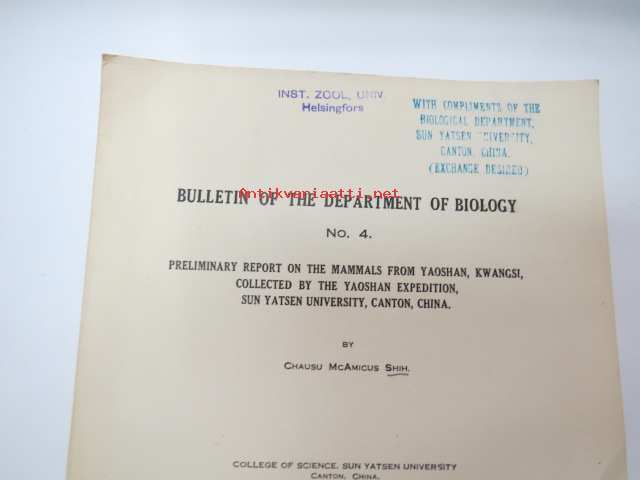 INST. ZOOL. UNIV.
Helsingfors
WITH COMPLIMENTS OF THE
BIOLOGICAL DEPARTMENT,
SUN YATSEN UNIVERSITY,
CANTON, CHINA.
(EXCHANGE DESIRED)
Antikvariaatti.net
BULLETIN OF THE DEPARTMENT OF BIOLOGY
No. 4.
PRELIMINARY REPORT ON THE MAMMALS FROM YAOSHAN, KWANGSI,
COLLECTED BY THE YAOSHAN EXPEDITION,
SUN YATSEN UNIVERSITY, CANTON, CHINA.
BY
CHAUSU MCAMICUS SHIH.
COLLEGE OF SCIENCE, SUN YATSEN UNIVERSITY
CANTON, CHINA.